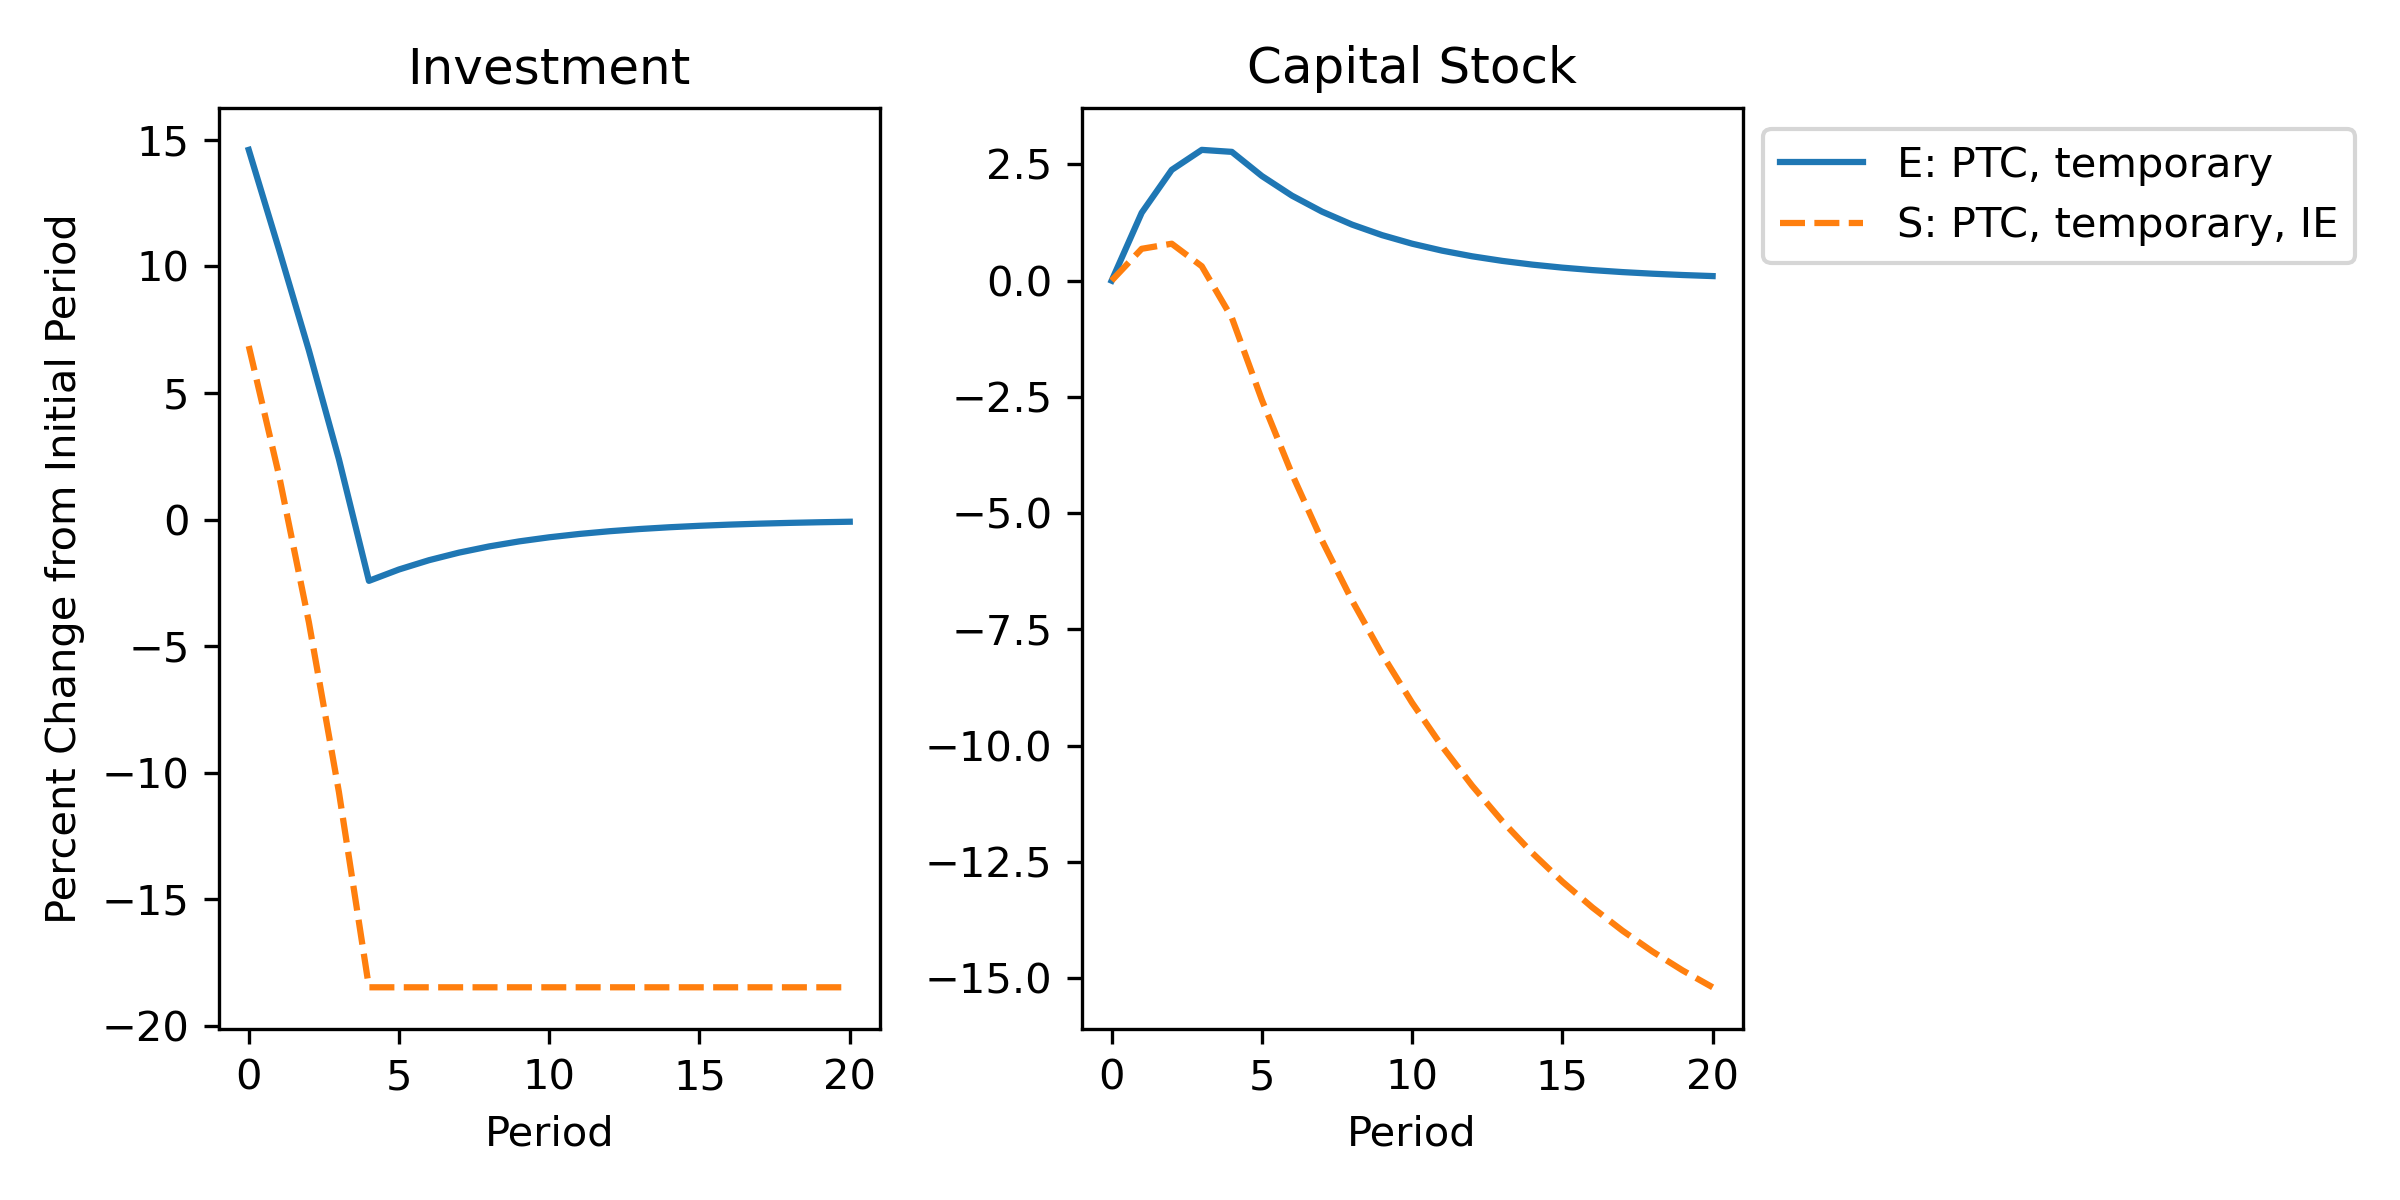 Investment
Capital Stock
Percent Change from Initial Period
15
10
5
0
−5
−10
−15
−20
0 5 10 15 20
Period
2.5
0.0
−2.5
−5.0
−7.5
−10.0
−12.5
−15.0
0 5 10 15 20
Period
E: PTC, temporary
S: PTC, temporary, IE